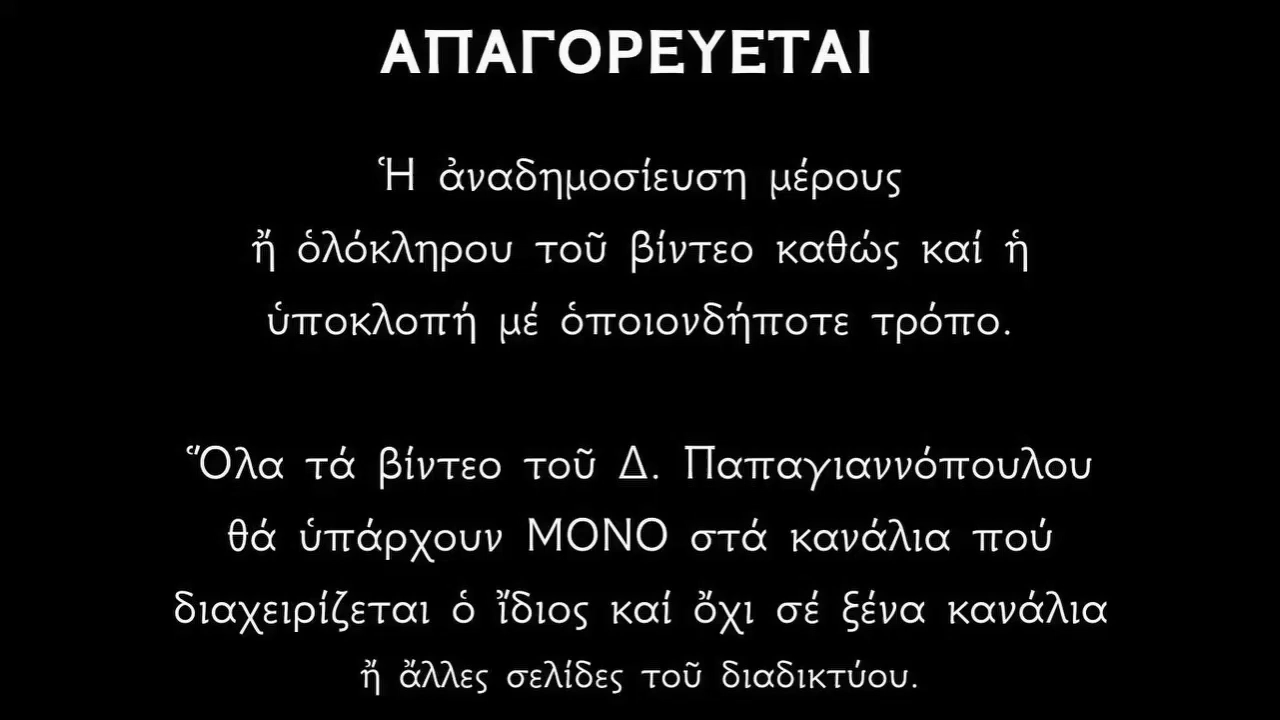 ΑΠΑΓΟΡΕΥΕΤΑΙ
Ἡ ἀναδημοσίευση μέρους
ἤ ὁλόκληρου τοῦ βίντεο καθώς καί ἡ
ὑποκλοπή μέ ὁποιονδήποτε τρόπο.
Ὅλα τά βίντεο τοῦ Δ. Παπαγιαννόπουλου
θά ὑπάρχουν ΜΟΝΟ στά κανάλια πού
διαχειρίζεται ὁ ἴδιος καί ὄχι σέ ξένα κανάλια
ἤ ἄλλες σελίδες τοῦ διαδικτύου.